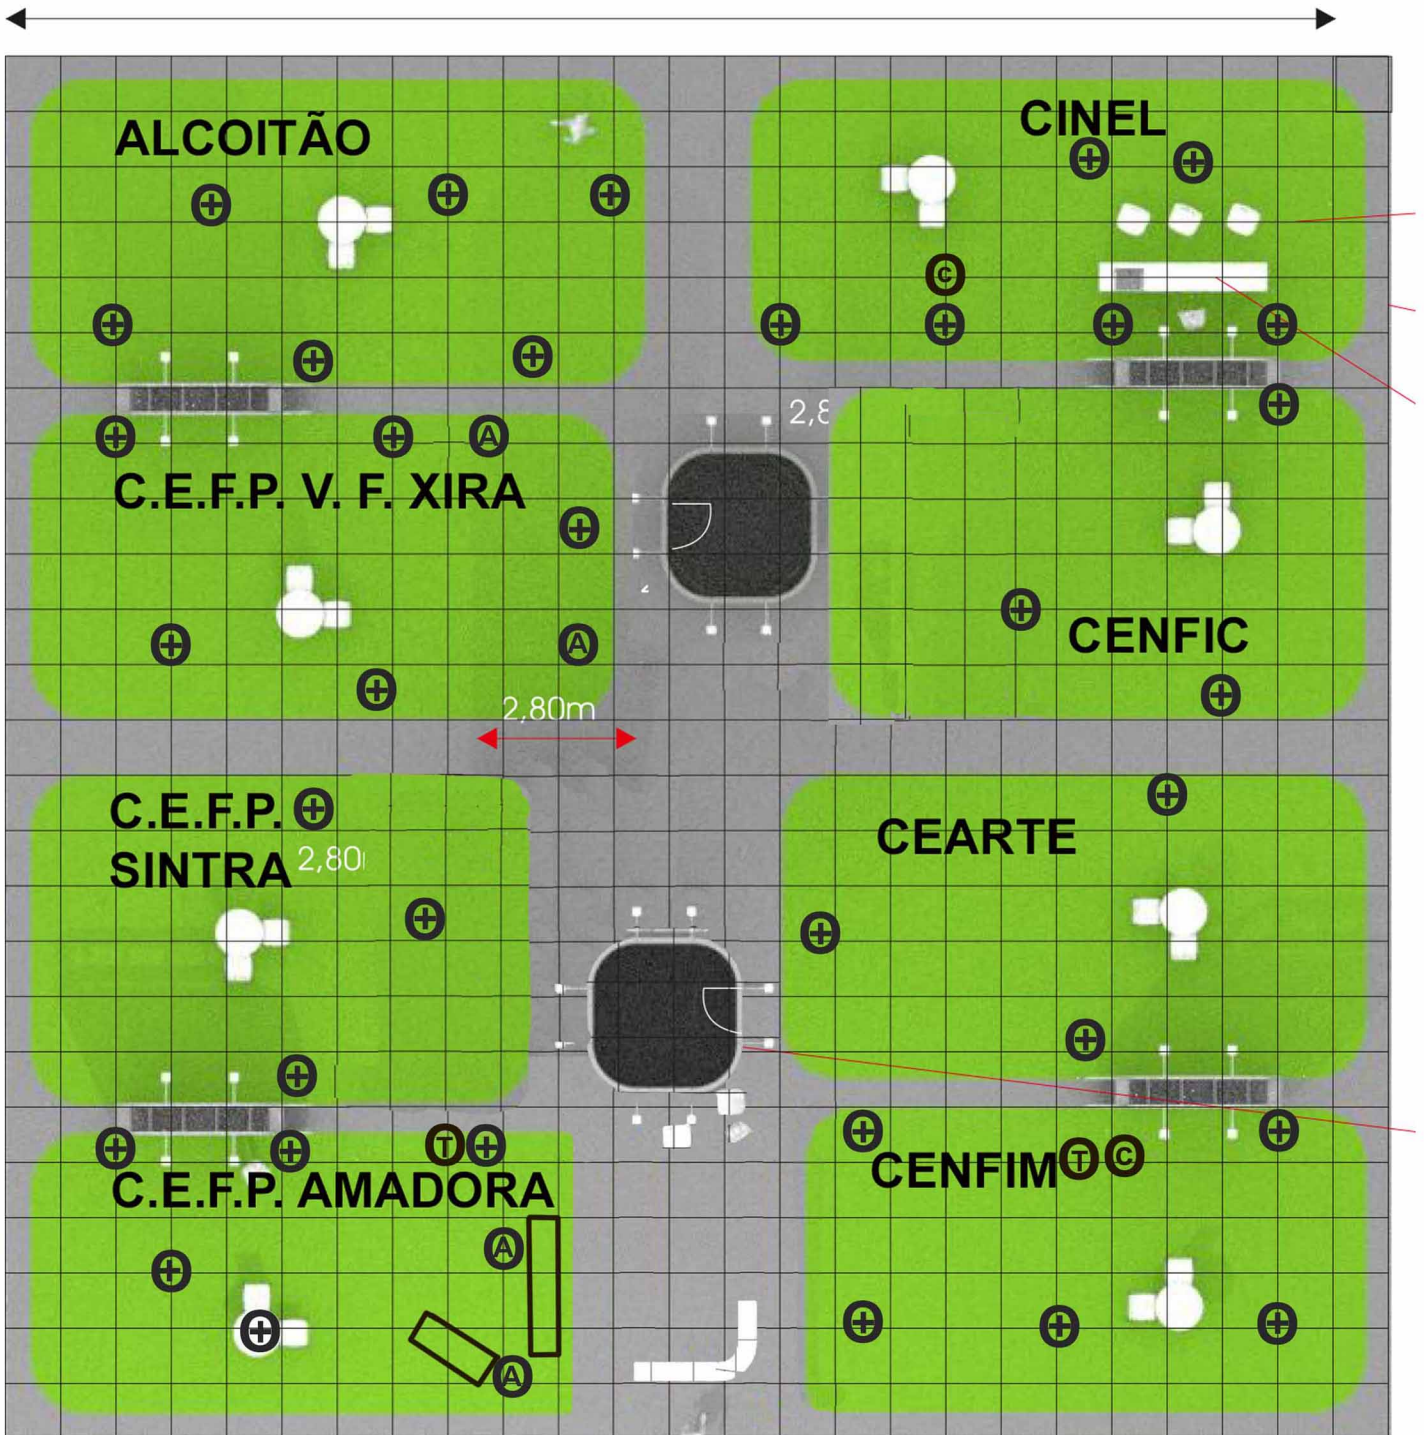 ALCOITÃO
CINEL
C
2,8
A
C.E.F.P. V. F. XIRA
A
CENFIC
2,80m
C.E.F.P.
SINTRA
2,80
CEARTE
T
C.E.F.P. AMADORA
A
A
CENFIM
T
C